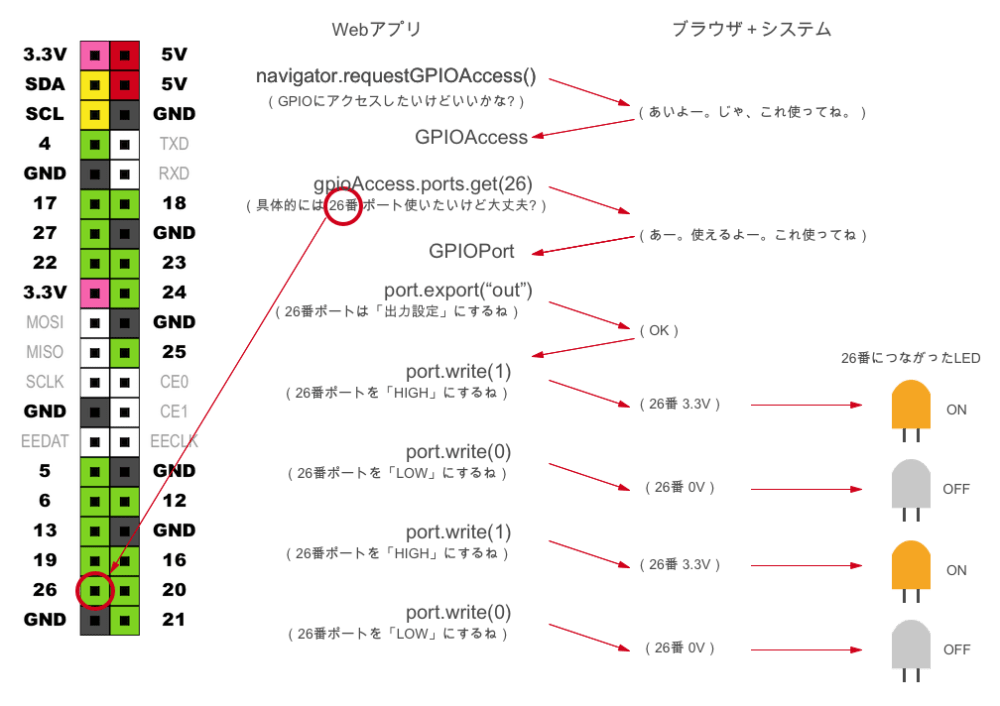 Webアプリ
ブラウザ + システム
3.3V 5V
SDA 5V
SCL GND
4 TXD
GND RXD
17 18
27 GND
22 23
3.3V 24
MOSI GND
MISO 25
SCLK CE0
GND CE1
EEDAT EECLK
5 GND
6 12
13 GND
19 16
26 20
GND 21
navigator.requestGPIOAccess()
( GPIOにアクセスしたいけどいいかな? )
( あいよー。じゃ、これ使ってね。 )
GPIOAccess
gpioAccess.ports.get(26)
( 具体的には 26番 ポート使いたいけど大丈夫? )
( あー。使えるよー。これ使ってね )
GPIOPort
port.export(“out”)
( 26番ポートは「出力設定」にするね )
( OK )
port.write(1)
( 26番ポートを「HIGH」にするね )
( 26番 3.3V )
26番につながったLED
ON
port.write(0)
( 26番ポートを「LOW」にするね )
( 26番 0V )
OFF
port.write(1)
( 26番ポートを「HIGH」にするね )
( 26番 3.3V )
ON
port.write(0)
( 26番ポートを「LOW」にするね )
( 26番 0V )
OFF